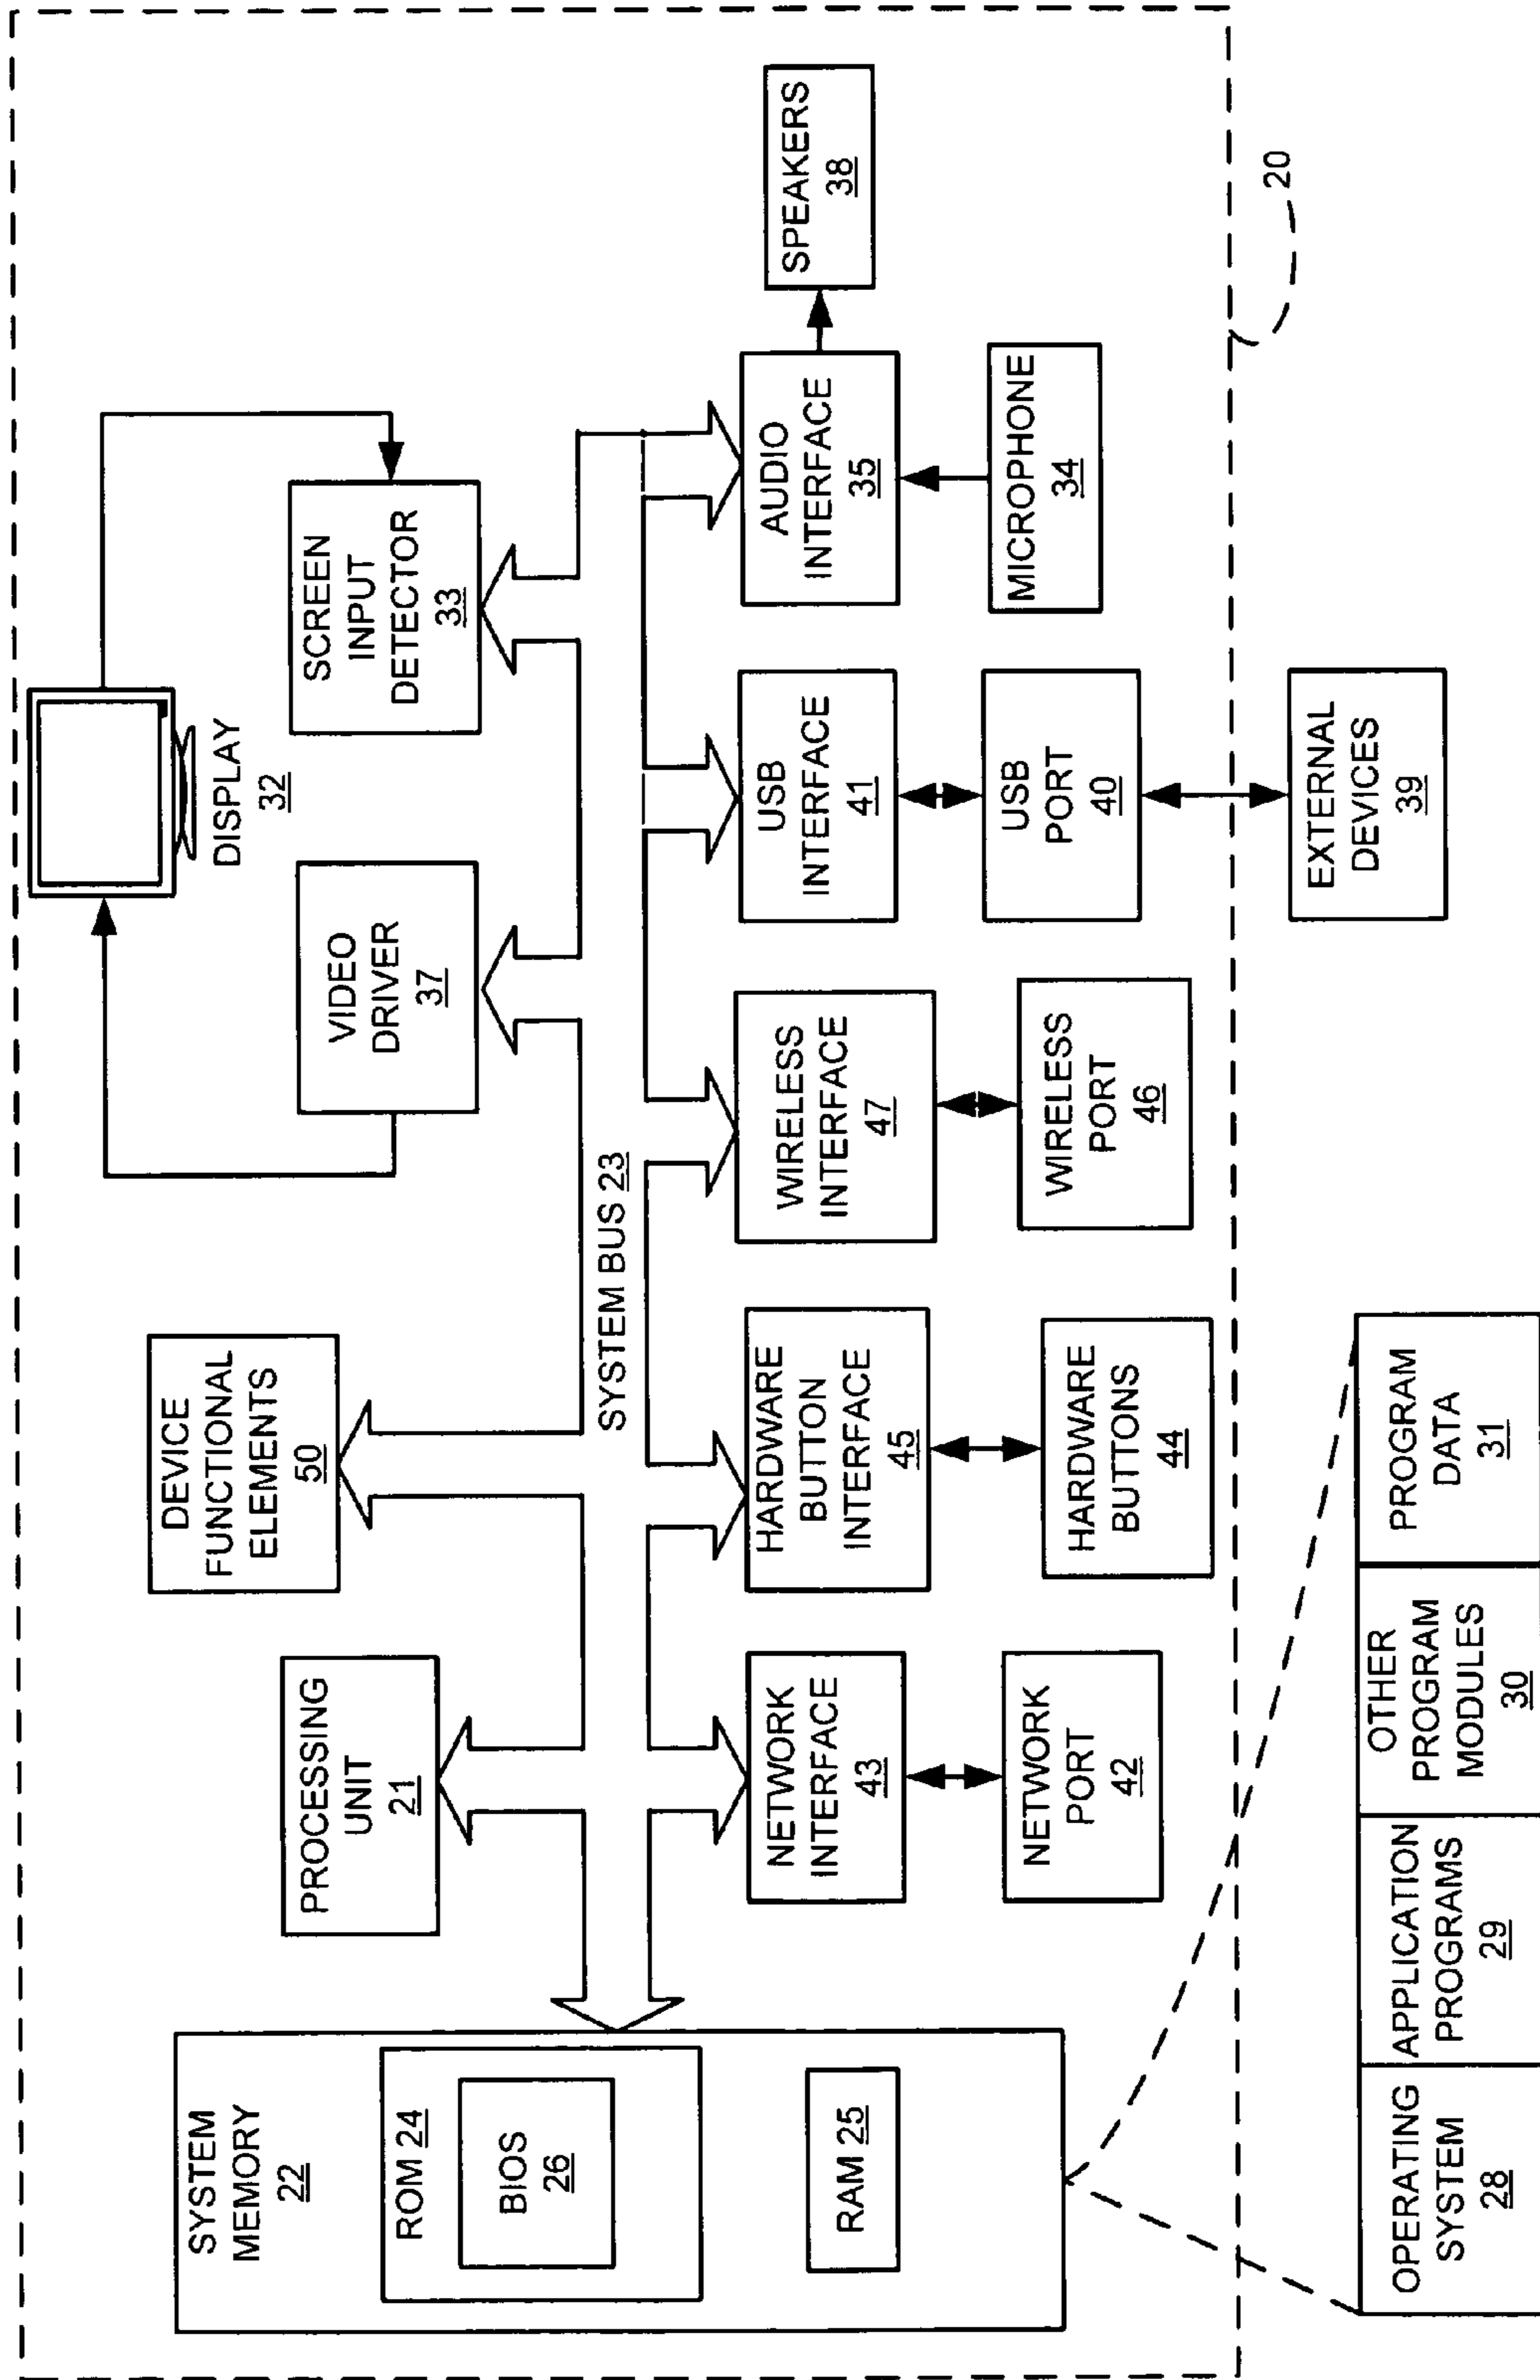 SYSTEM
MEMORY
22
ROM 24
BIOS
26
RAM 25
PROCESSING
UNIT
21
DEVICE
FUNCTIONAL
ELEMENTS
50
VIDEO
DRIVER
37
DISPLAY
32
SCREEN
INPUT
DETECTOR
33
SYSTEM BUS 23
NETWORK
INTERFACE
43
HARDWARE
BUTTON
INTERFACE
45
WIRELESS
INTERFACE
47
USB
INTERFACE
41
AUDIO
INTERFACE
35
SPEAKERS
38
NETWORK
PORT
42
HARDWARE
BUTTONS
44
WIRELESS
PORT
46
USB
PORT
40
MICROPHONE
34
20
EXTERNAL
DEVICES
39
OPERATING
SYSTEM
28
APPLICATION
PROGRAMS
29
OTHER
PROGRAM
MODULES
30
PROGRAM
DATA
31